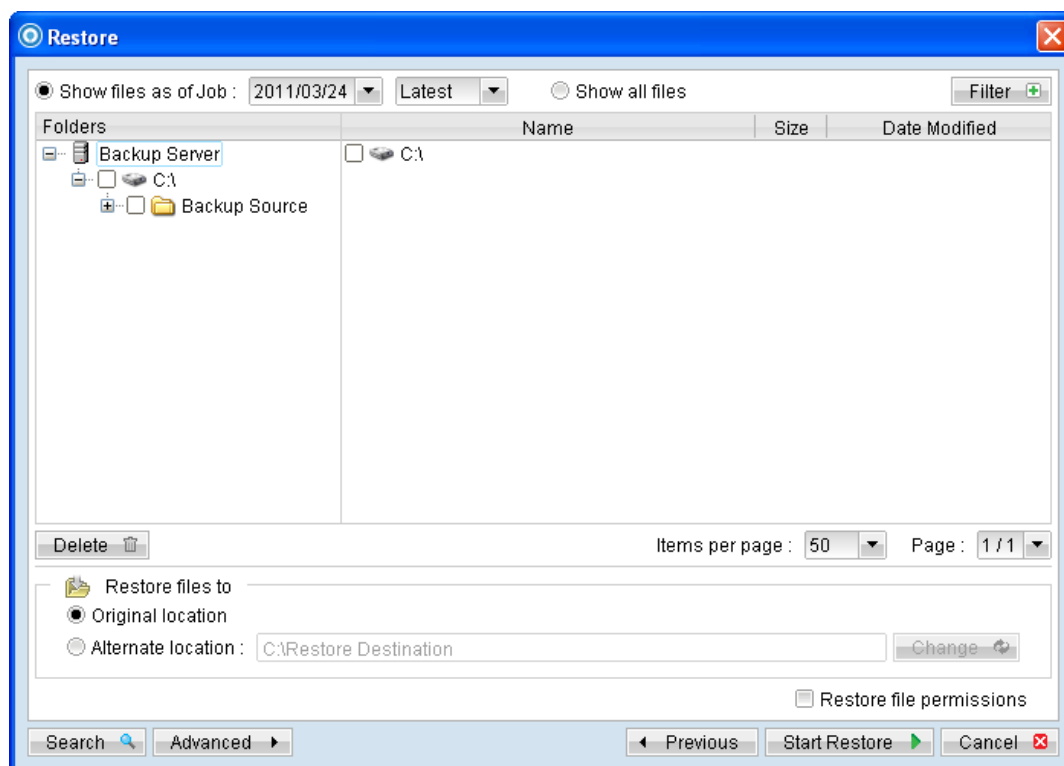 Restore
Show files as of Job : 2011/03/24 Latest Show all files Filter
Folders Name Size Date Modified
Backup Server C:\
C:\
Backup Source
Delete Items per page : 50 Page : 1 / 1
Restore files to
Original location
Alternate location : C:\Restore Destination Change
Restore file permissions
Search Advanced Previous Start Restore Cancel